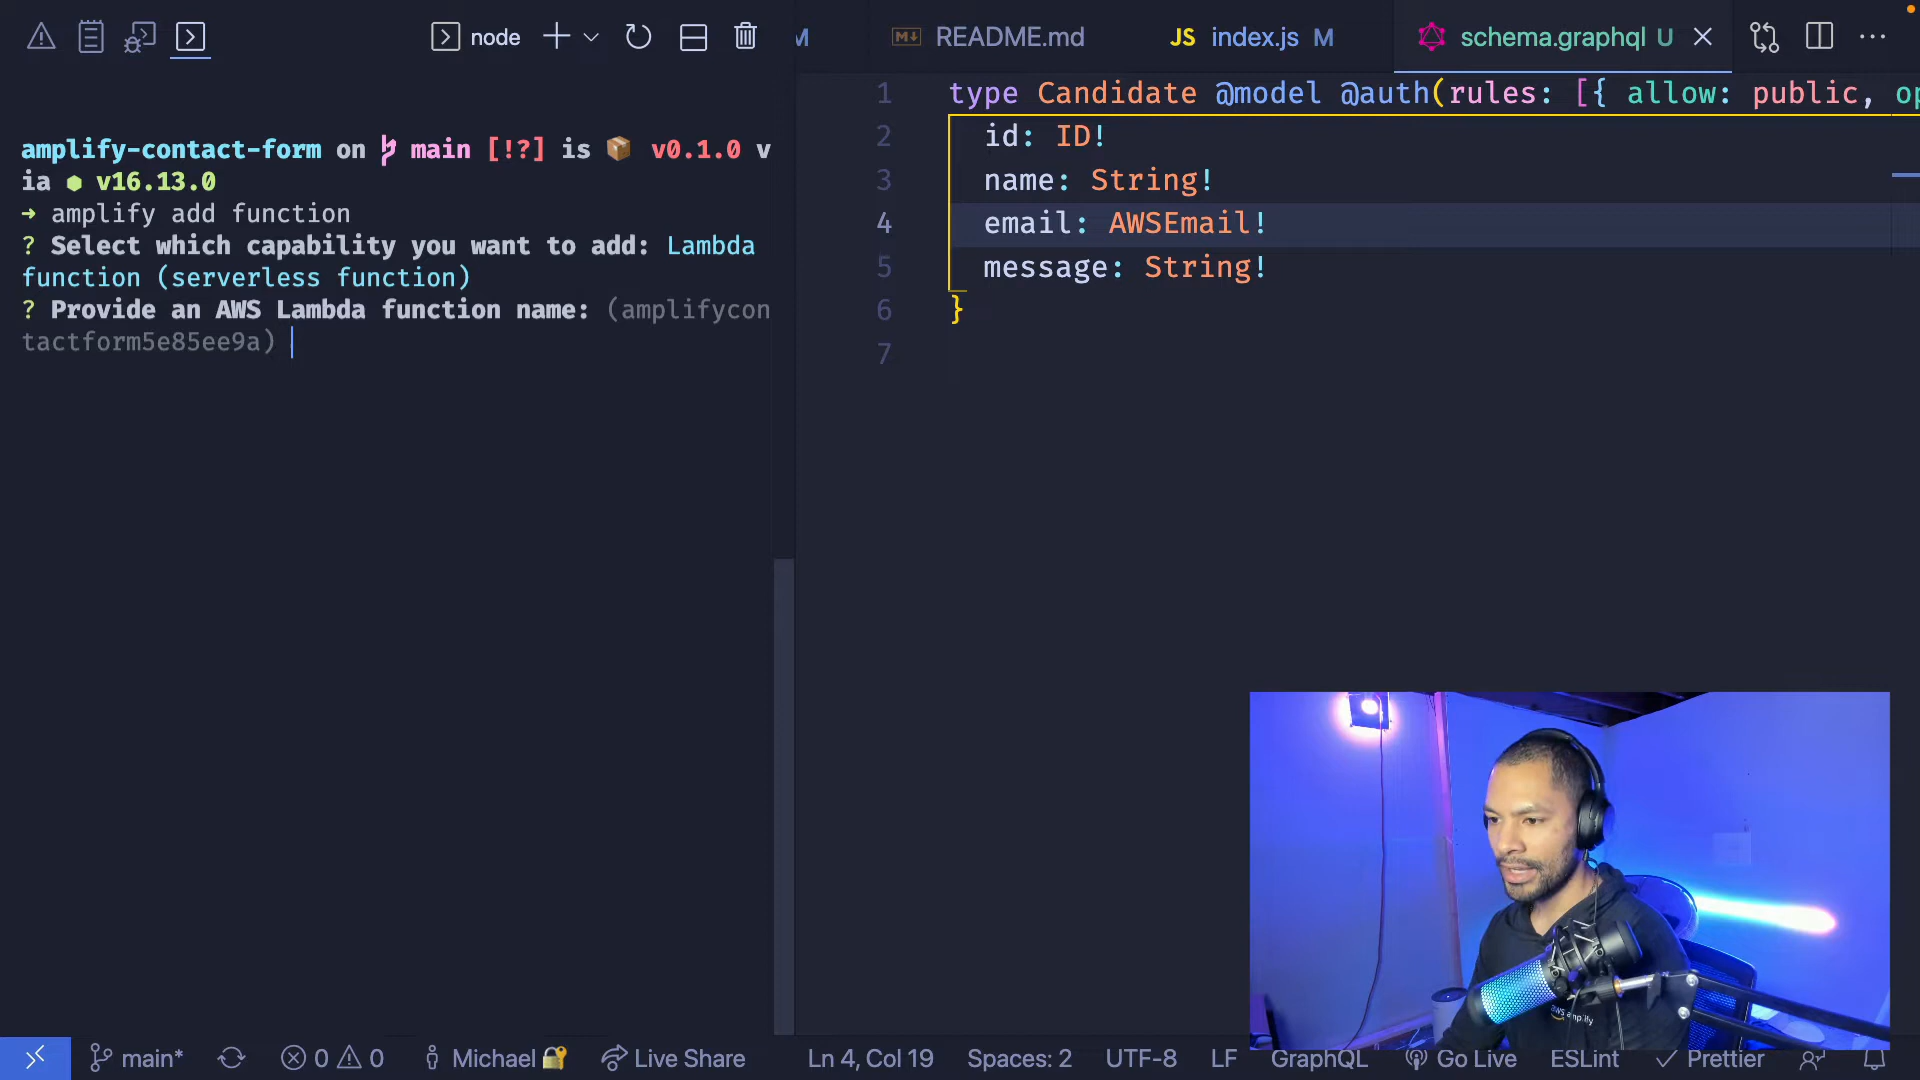 node
M
README.md
JS index.js M
schema.graphql U
amplify-contact-form on main [!?] is 📦 v0.1.0 v
ia ⬢ v16.13.0
➜ amplify add function
? Select which capability you want to add: Lambda
function (serverless function)
? Provide an AWS Lambda function name: (amplifycon
tactform5e85ee9a)
1 type Candidate @model @auth(rules: [{ allow: public, op
2 id: ID!
3 name: String!
4 email: AWSEmail!
5 message: String!
6 }
7
aws amplify
main* 0 0 Michael 🔐 Live Share Ln 4, Col 19 Spaces: 2 UTF-8 LF GraphQL Go Live ESLint Prettier